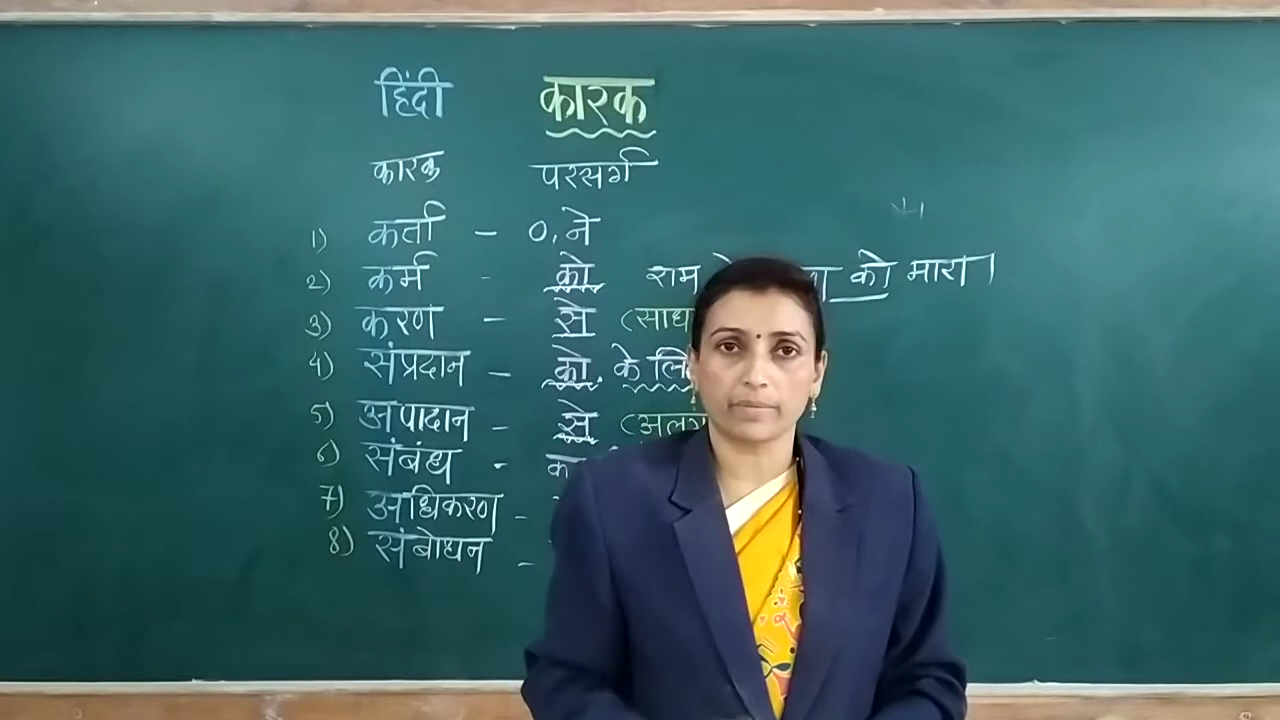 हिंदी कारक
कारक परसर्ग
1) कर्ता - 0, ने
2) कर्म - को राम को मारा।
3) करण - से (साध
4) संप्रदान - को, के लि
5) अपादान - से (अलग
6) संबंध -
7) अधिकरण -
8) संबोधन -